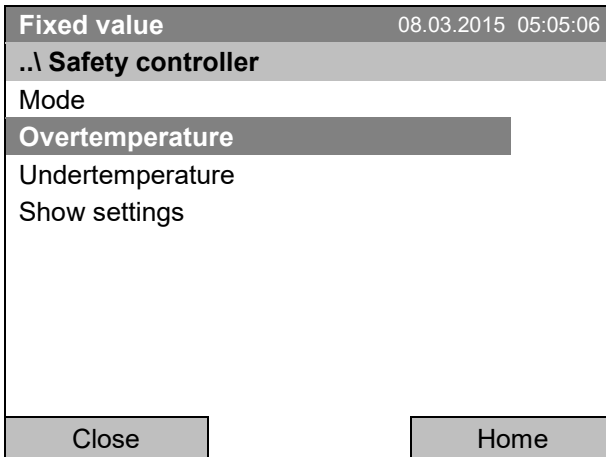 Fixed value 08.03.2015 05:05:06
..\ Safety controller
Mode
Overtemperature
Undertemperature
Show settings
Close Home